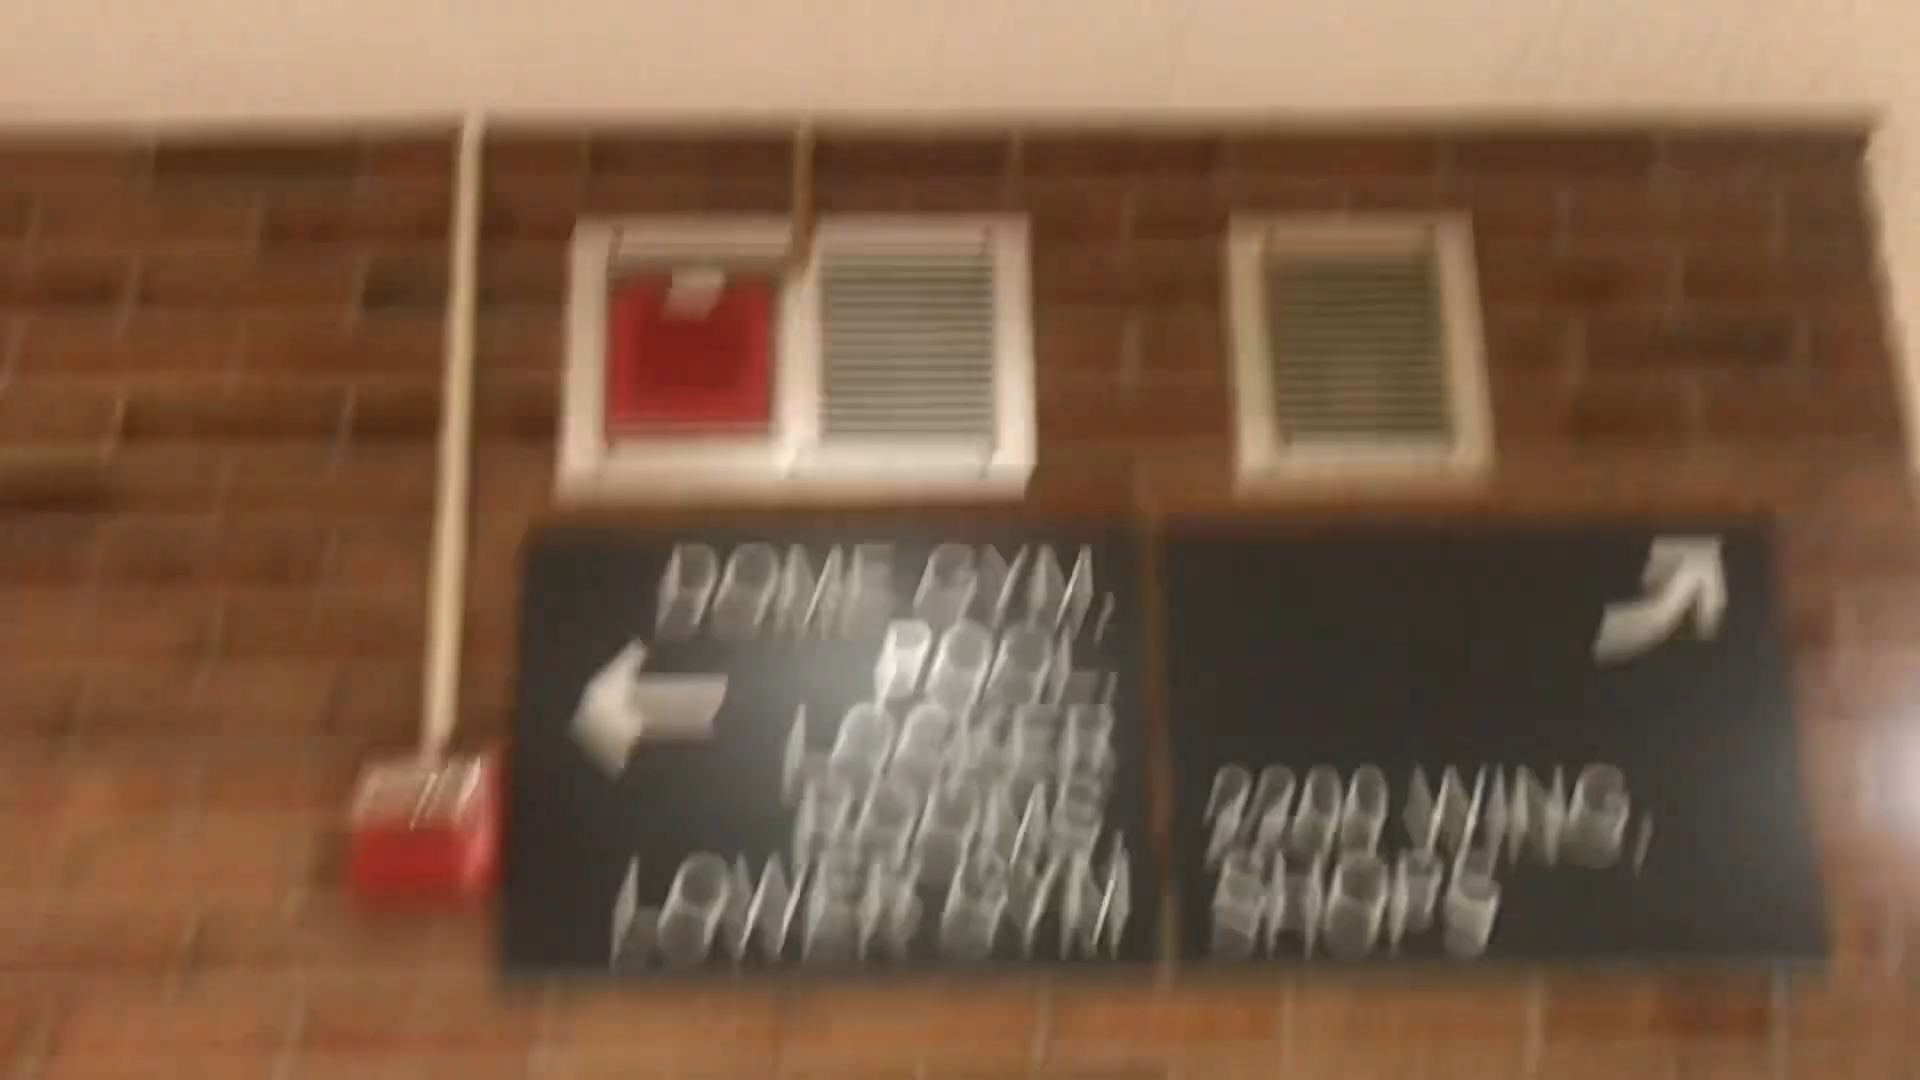 DOME GYM,
POOL,
LOCKER
ROOMS,
LOWER GYM
2200 WING,
SHOPS